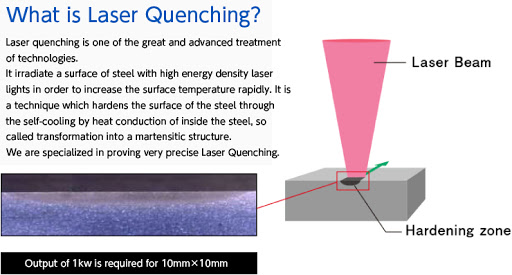 What is Laser Quenching?
Laser quenching is one of the great and advanced treatment
of technologies.
It irradiate a surface of steel with high energy density laser
lights in order to increase the surface temperature rapidly. It is
a technique which hardens the surface of the steel through
the self-cooling by heat conduction of inside the steel, so
called transformation into a martensitic structure.
We are specialized in proving very precise Laser Quenching.
Laser Beam
Hardening zone
Output of 1kw is required for 10mm×10mm